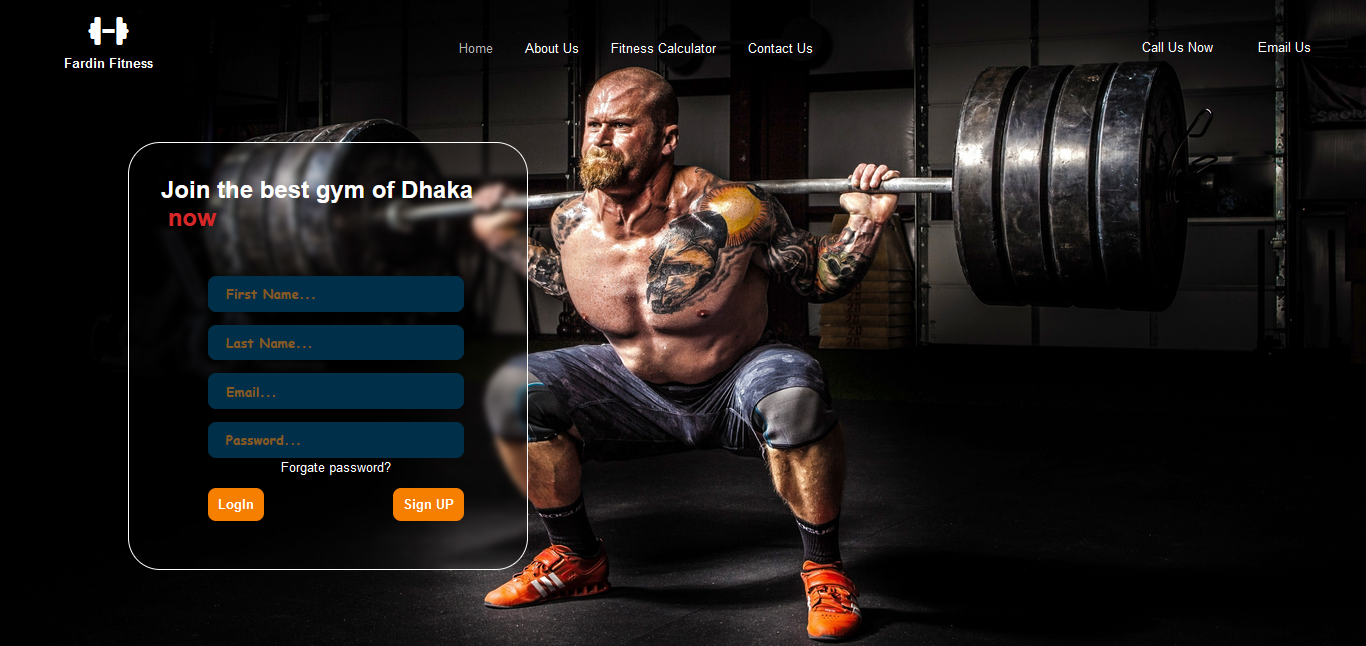 Fardin Fitness
Home
About Us
Fitness Calculator
Contact Us
Call Us Now
Email Us
Join the best gym of Dhaka
now
First Name...
Last Name...
Email...
Password...
Forgate password?
LogIn
Sign UP